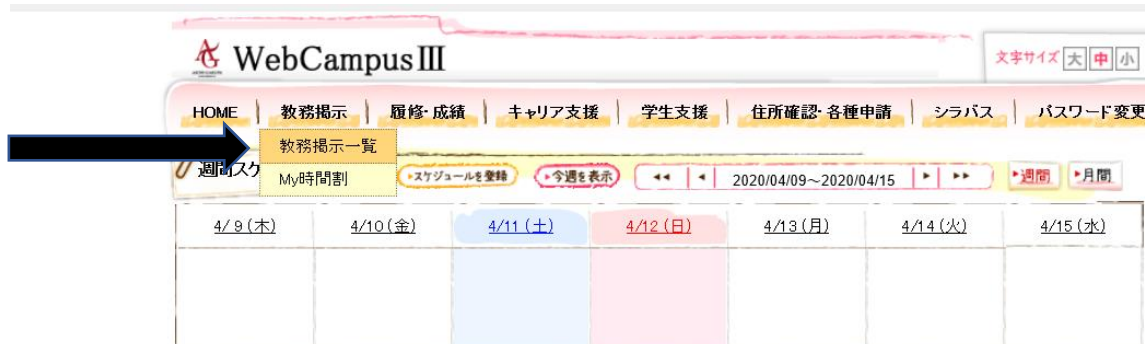 WebCampusⅢ
文字サイズ 大 中 小
HOME 教務掲示 履修・成績 キャリア支援 学生支援 住所確認・各種申請 シラバス パスワード変更
教務掲示一覧
週間スケ スケジュールを登録 今週を表示 2020/04/09～2020/04/15 週間 月間
My時間割
4/9(木) 4/10(金) 4/11(土) 4/12(日) 4/13(月) 4/14(火) 4/15(水)